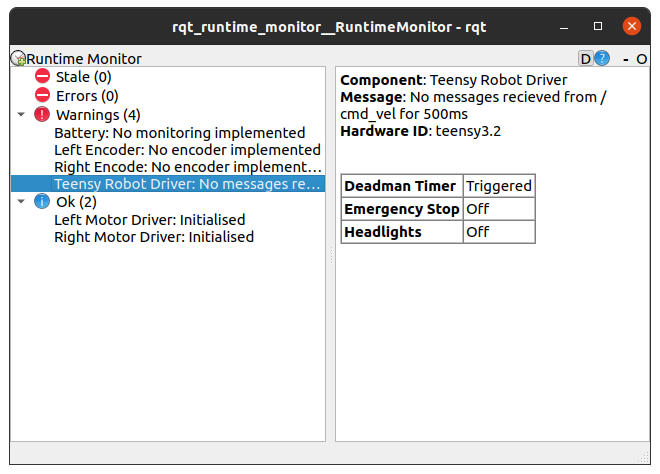 rqt_runtime_monitor__RuntimeMonitor - rqt
Runtime Monitor
D ? - O
Stale (0)
Errors (0)
Warnings (4)
Battery: No monitoring implemented
Left Encoder: No encoder implemented
Right Encode: No encoder implement...
Teensy Robot Driver: No messages re...
Ok (2)
Left Motor Driver: Initialised
Right Motor Driver: Initialised
Component: Teensy Robot Driver
Message: No messages recieved from /
cmd_vel for 500ms
Hardware ID: teensy3.2
Deadman Timer Triggered
Emergency Stop Off
Headlights Off